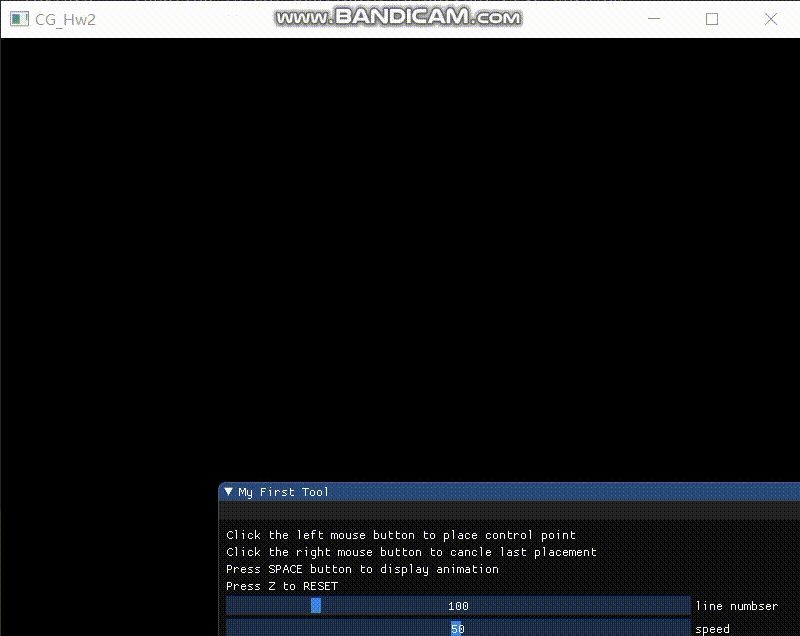 CG_Hw2
www.BANDICAM.com
▼ My First Tool
Click the left mouse button to place control point
Click the right mouse button to cancle last placement
Press SPACE button to display animation
Press Z to RESET
100 line numbser
50 speed